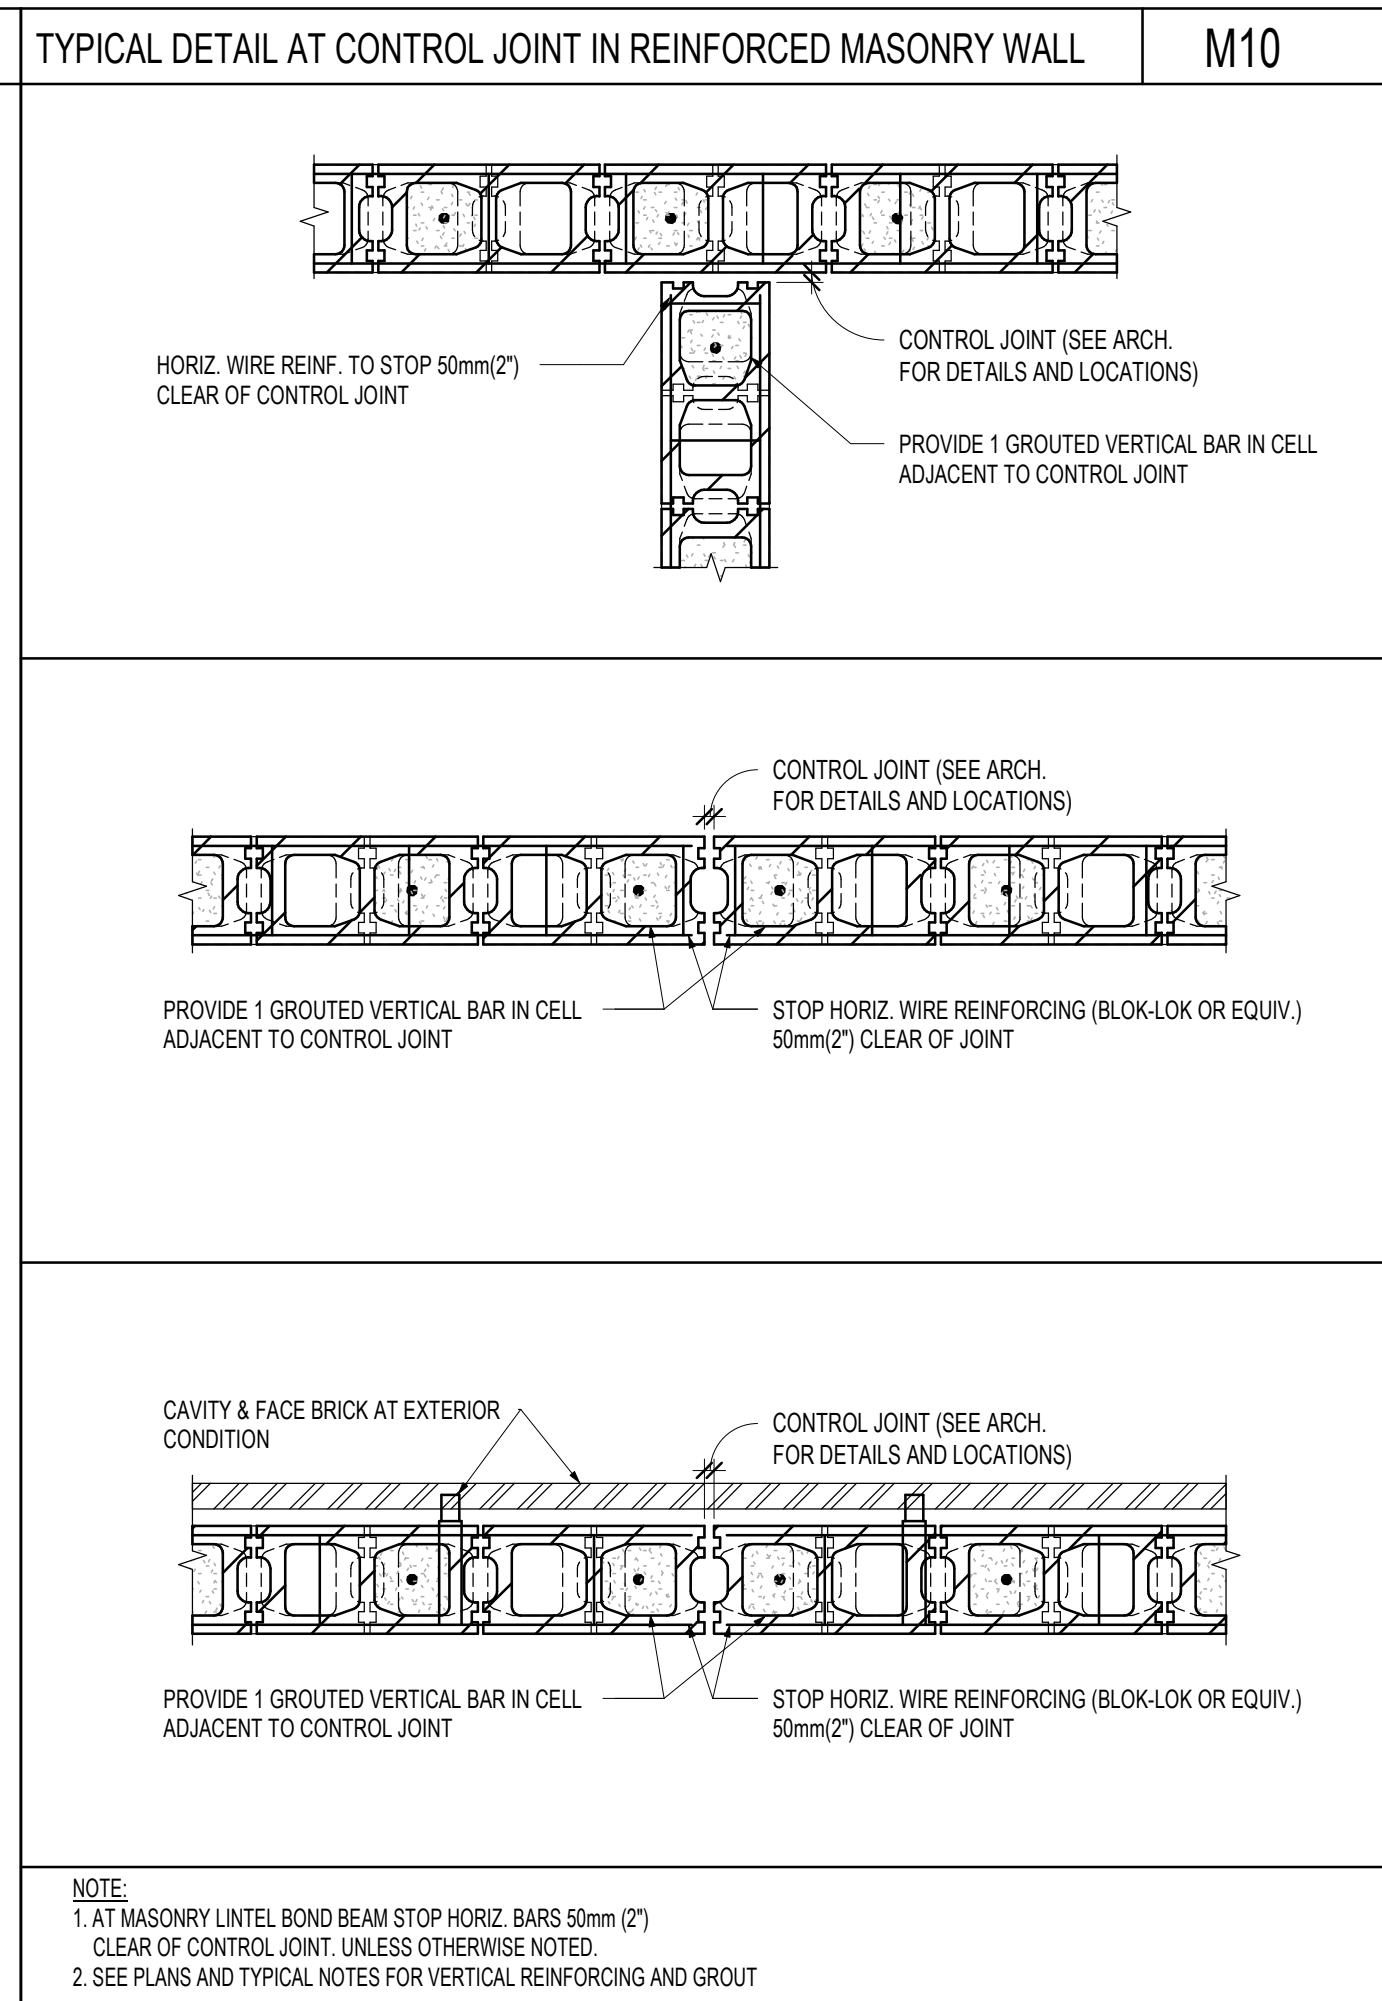 TYPICAL DETAIL AT CONTROL JOINT IN REINFORCED MASONRY WALL
M10
HORIZ. WIRE REINF. TO STOP 50mm(2")
CLEAR OF CONTROL JOINT
CONTROL JOINT (SEE ARCH.
FOR DETAILS AND LOCATIONS)
PROVIDE 1 GROUTED VERTICAL BAR IN CELL
ADJACENT TO CONTROL JOINT
CONTROL JOINT (SEE ARCH.
FOR DETAILS AND LOCATIONS)
PROVIDE 1 GROUTED VERTICAL BAR IN CELL
ADJACENT TO CONTROL JOINT
STOP HORIZ. WIRE REINFORCING (BLOK-LOK OR EQUIV.)
50mm(2") CLEAR OF JOINT
CAVITY & FACE BRICK AT EXTERIOR
CONDITION
CONTROL JOINT (SEE ARCH.
FOR DETAILS AND LOCATIONS)
PROVIDE 1 GROUTED VERTICAL BAR IN CELL
ADJACENT TO CONTROL JOINT
STOP HORIZ. WIRE REINFORCING (BLOK-LOK OR EQUIV.)
50mm(2") CLEAR OF JOINT
NOTE:
1. AT MASONRY LINTEL BOND BEAM STOP HORIZ. BARS 50mm (2")
CLEAR OF CONTROL JOINT. UNLESS OTHERWISE NOTED.
2. SEE PLANS AND TYPICAL NOTES FOR VERTICAL REINFORCING AND GROUT